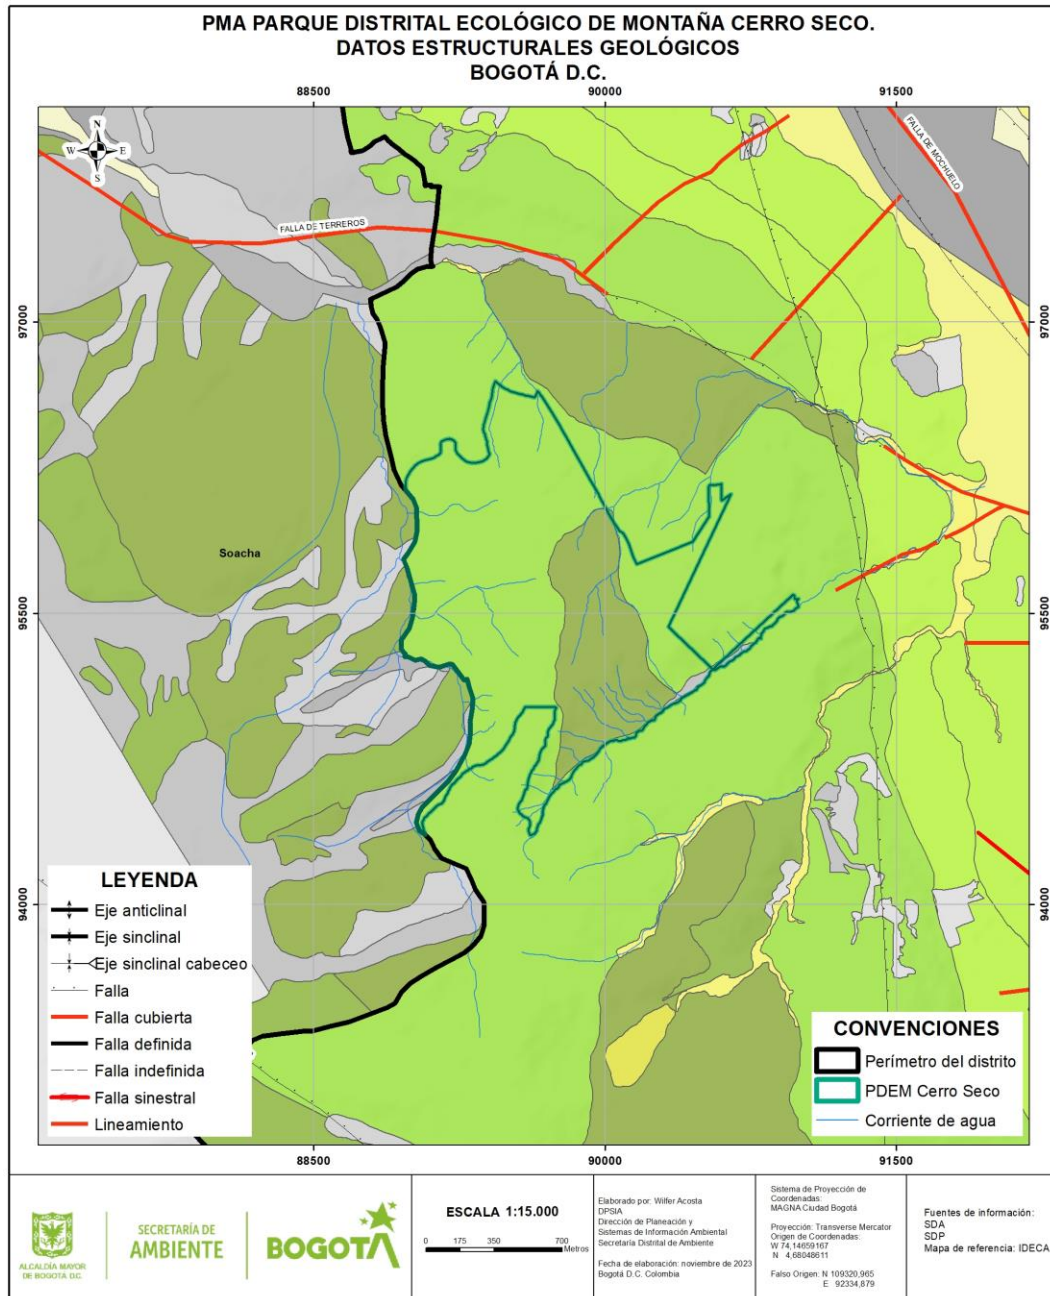 PMA PARQUE DISTRITAL ECOLÓGICO DE MONTAÑA CERRO SECO.
DATOS ESTRUCTURALES GEOLÓGICOS
BOGOTÁ D.C.
88500
90000
91500
N
W
E
S
FALLA DE TERREROS
FALLA DE MOCHUELO
97000
97000
Soacha
95500
95500
94000
94000
LEYENDA
Eje anticlinal
Eje sinclinal
Eje sinclinal cabeceo
Falla
Falla cubierta
Falla definida
Falla indefinida
Falla sinestral
Lineamiento
CONVENCIONES
Perímetro del distrito
PDEM Cerro Seco
Corriente de agua
88500
90000
91500
ALCALDÍA MAYOR
DE BOGOTÁ D.C.
SECRETARÍA DE
AMBIENTE
BOGOTÁ
ESCALA 1:15.000
0 175 350 700
Metros
Elaborado por: Wilfer Acosta
DPSIA
Dirección de Planeación y
Sistemas de Información Ambiental
Secretaría Distrital de Ambiente
Fecha de elaboración: noviembre de 2023
Bogotá D.C. Colombia
Sistema de Proyección de
Coordenadas:
MAGNA Ciudad Bogotá
Proyección: Transverse Mercator
Origen de Coordenadas:
W 74,14659167
N 4,68048611
Falso Origen: N 109320,965
E 92334,879
Fuentes de información:
SDA
SDP
Mapa de referencia: IDECA